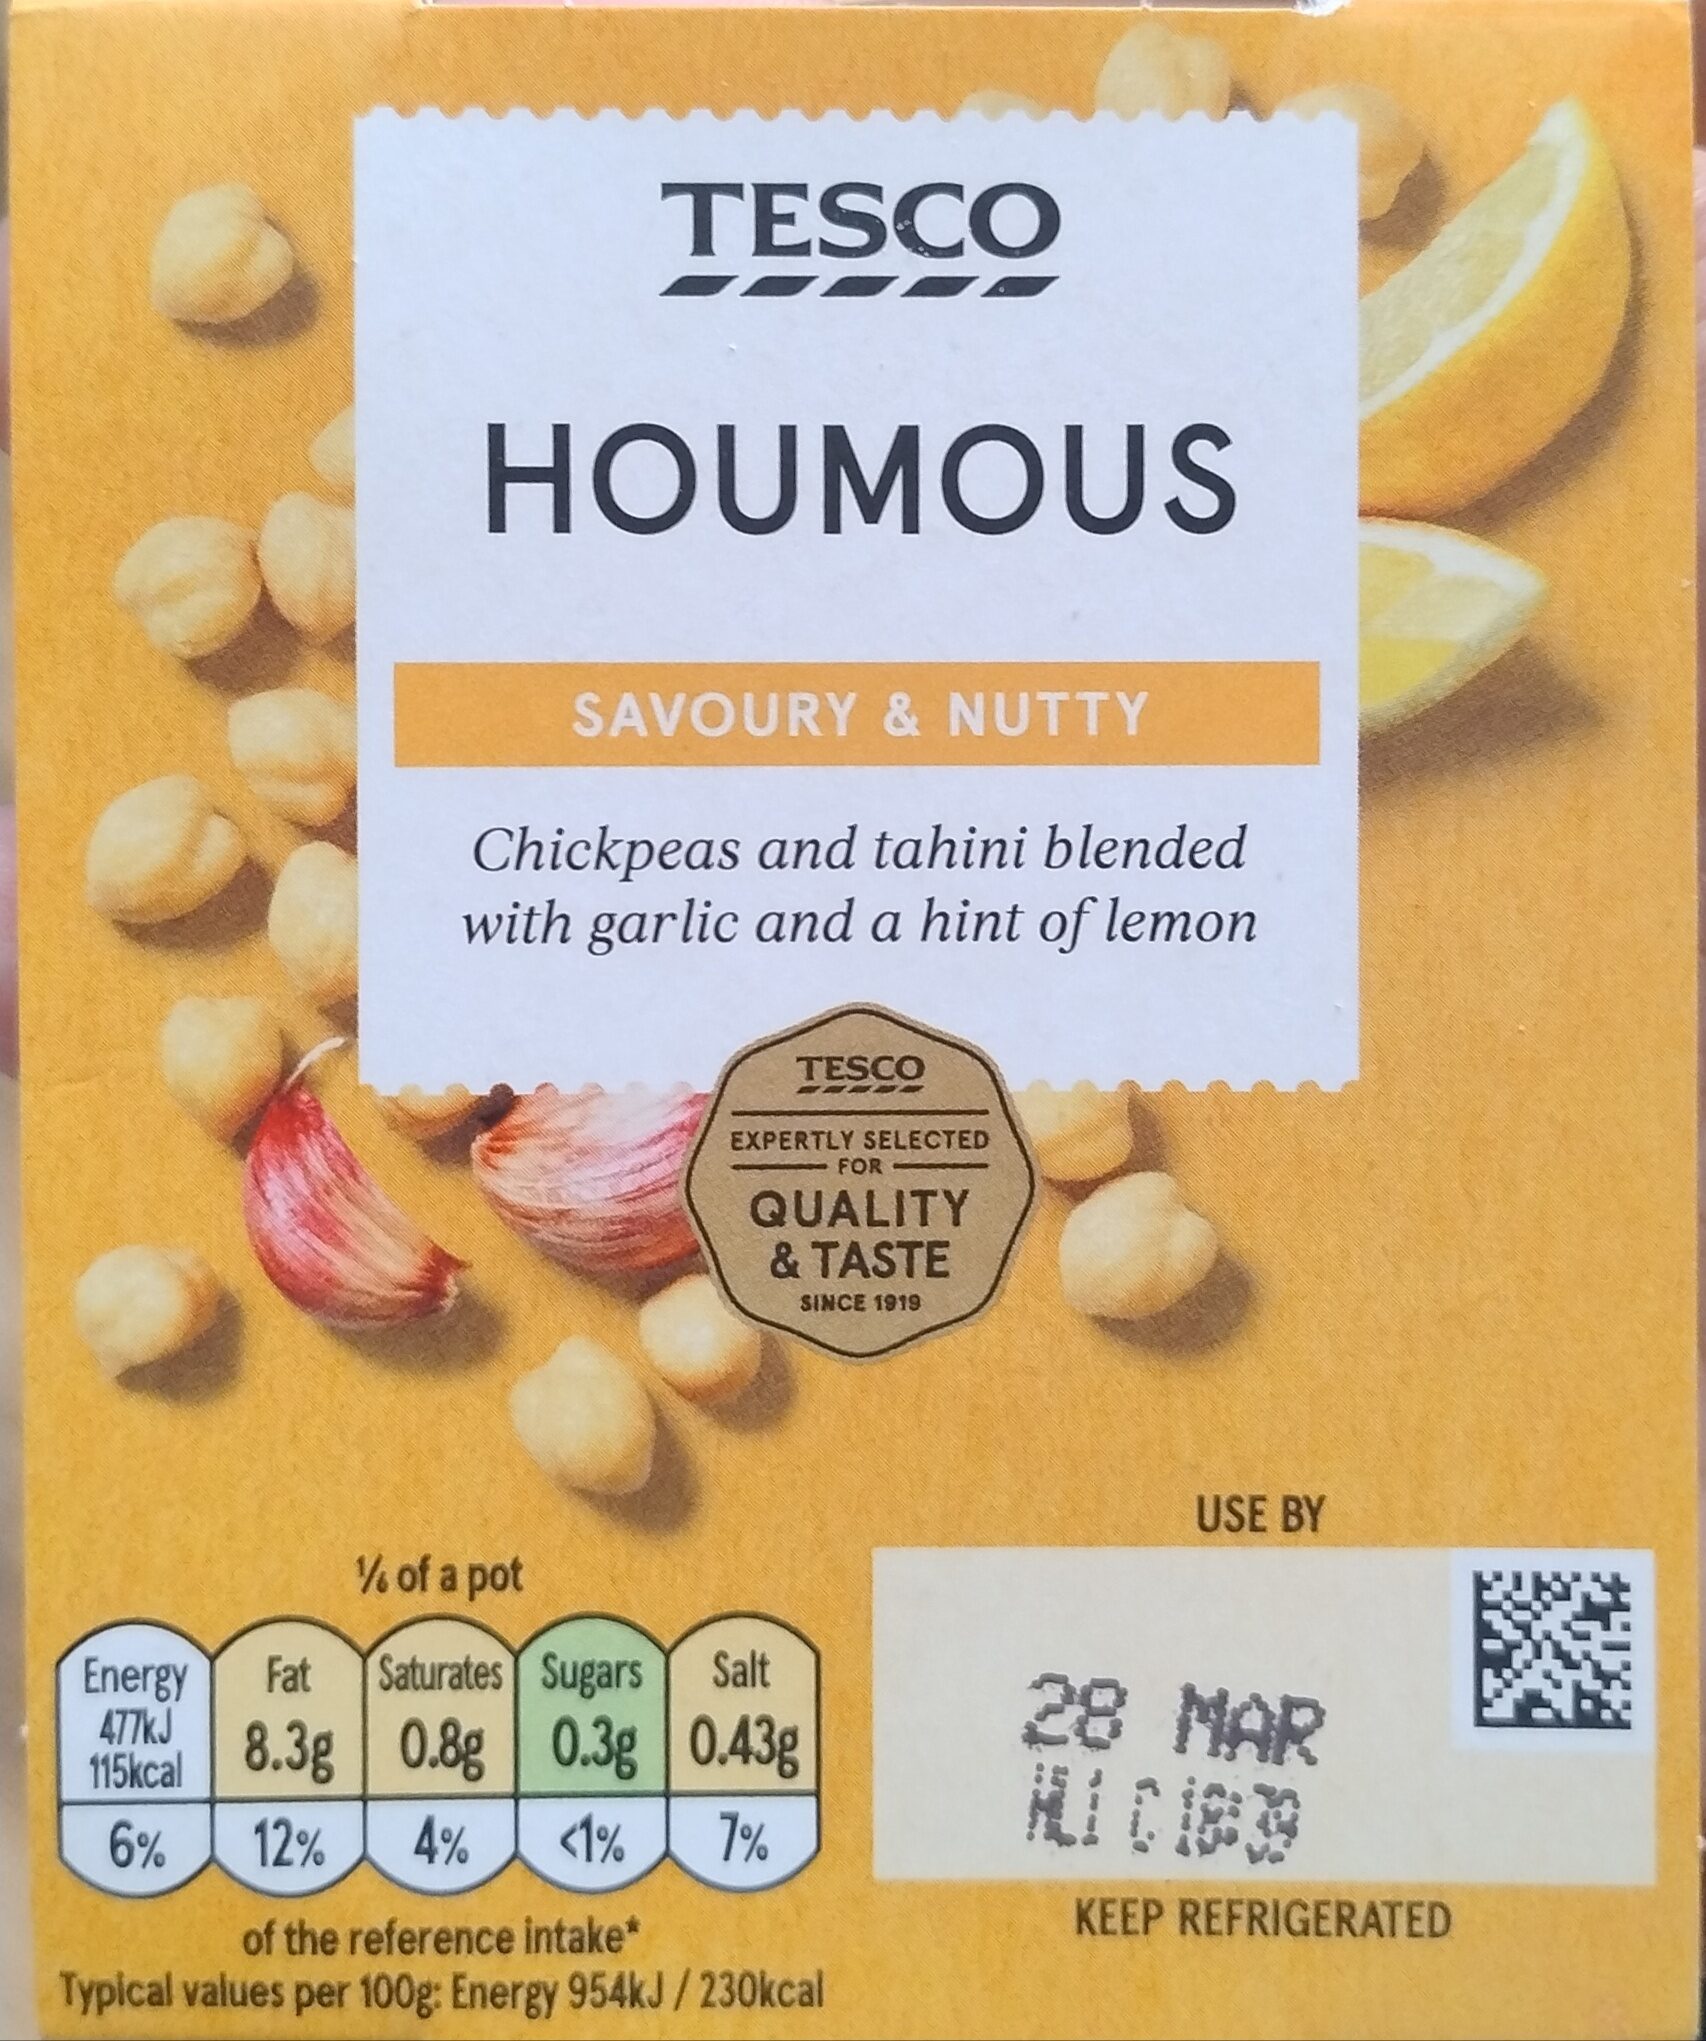 TESCO
HOUMOUS
SAVOURY & NUTTY
Chickpeas and tahini blended
with garlic and a hint of lemon
TESCO
EXPERTLY SELECTED
FOR
QUALITY
& TASTE
SINCE 1919
USE BY
28 MAR
KEEP REFRIGERATED
¼ of a pot
Energy Fat Saturates Sugars Salt
477kJ
115kcal 8.3g 0.8g 0.3g 0.43g
6% 12% 4% <1% 7%
of the reference intake*
Typical values per 100g: Energy 954kJ / 230kcal